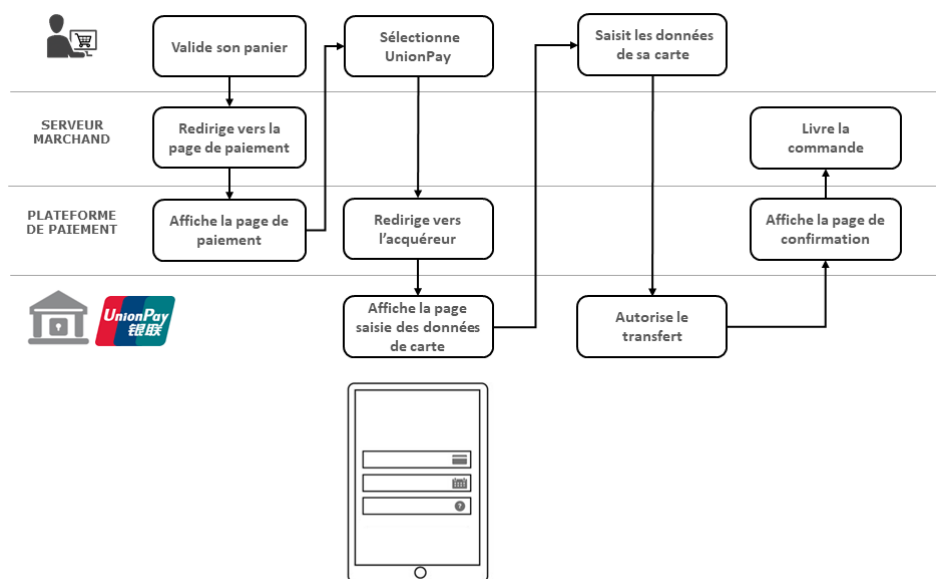 Valide son panier
Sélectionne
UnionPay
Saisit les données
de sa carte
SERVEUR
MARCHAND
Redirige vers la
page de paiement
Livre la
commande
PLATEFORME
DE PAIEMENT
Affiche la page de
paiement
Redirige vers
l’acquéreur
Affiche la page de
confirmation
UnionPay
银联
Affiche la page
saisie des données
de carte
Autorise le
transfert
?